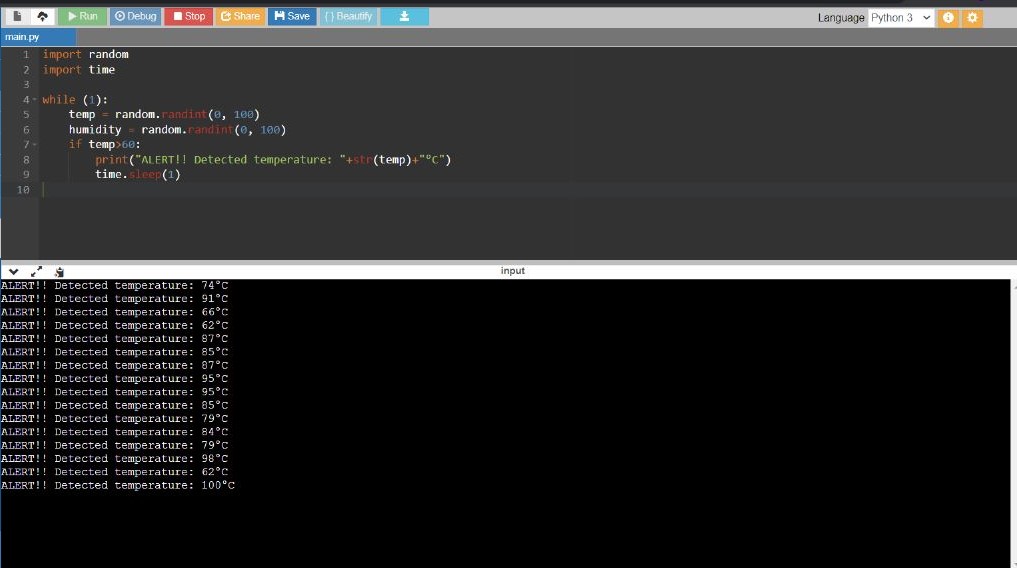 Run Debug Stop Share Save { } Beautify Language Python 3
main.py
1 import random
2 import time
3
4 while (1):
5 temp = random.randint(0, 100)
6 humidity = random.randint(0, 100)
7 if temp>60:
8 print("ALERT!! Detected temperature: "+str(temp)+"°C")
9 time.sleep(1)
10
input
ALERT!! Detected temperature: 74°C
ALERT!! Detected temperature: 91°C
ALERT!! Detected temperature: 66°C
ALERT!! Detected temperature: 62°C
ALERT!! Detected temperature: 87°C
ALERT!! Detected temperature: 85°C
ALERT!! Detected temperature: 87°C
ALERT!! Detected temperature: 95°C
ALERT!! Detected temperature: 95°C
ALERT!! Detected temperature: 85°C
ALERT!! Detected temperature: 79°C
ALERT!! Detected temperature: 84°C
ALERT!! Detected temperature: 79°C
ALERT!! Detected temperature: 98°C
ALERT!! Detected temperature: 62°C
ALERT!! Detected temperature: 100°C